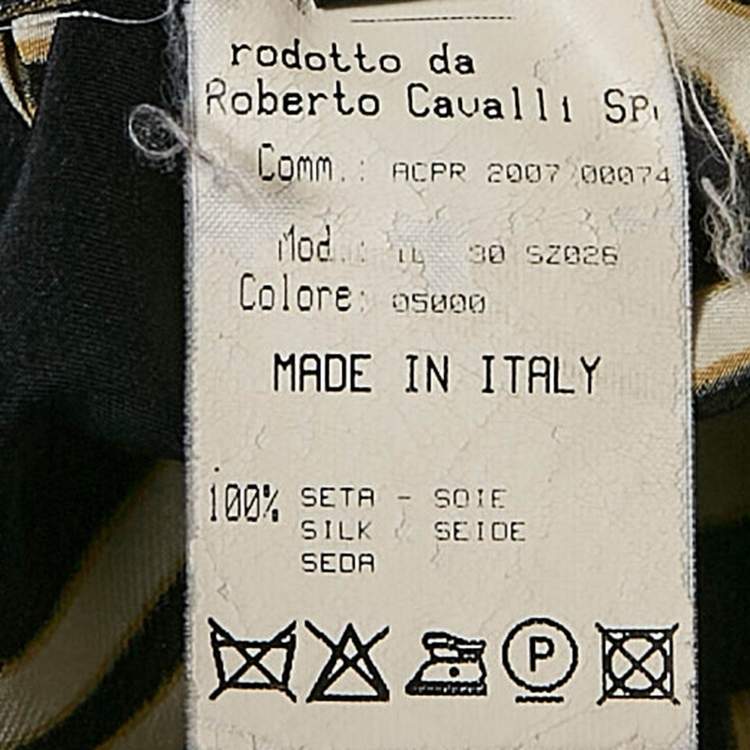 rodotto da
Roberto Cavalli SP
Comm.: ACPR 2007 00074
Mod.: 30 SZ026
Colore: 05000
MADE IN ITALY
100% SETA - SOIE
SILK - SEIDE
SEDA
P